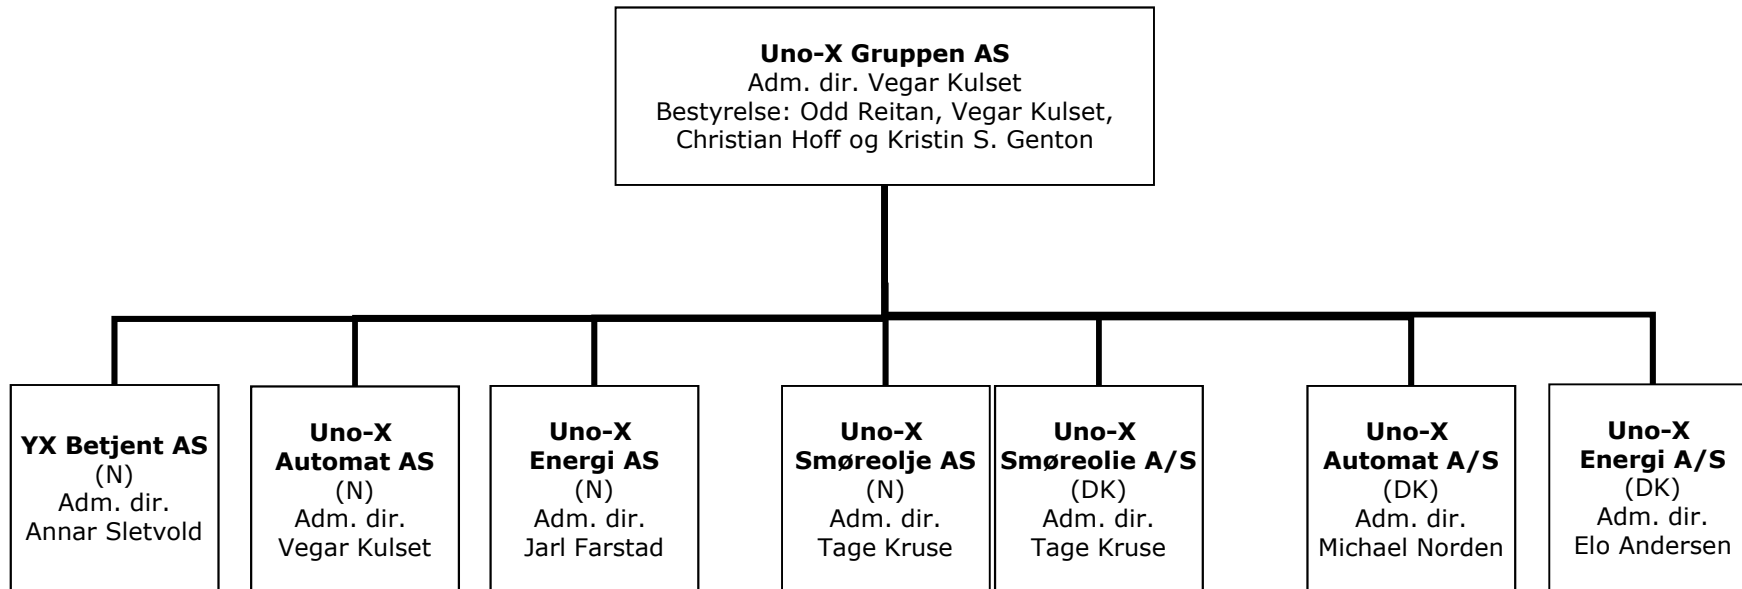 Uno-X Gruppen AS
Adm. dir. Vegar Kulset
Bestyrelse: Odd Reitan, Vegar Kulset,
Christian Hoff og Kristin S. Genton
YX Betjent AS
(N)
Adm. dir.
Annar Sletvold
Uno-X
Automat AS
(N)
Adm. dir.
Vegar Kulset
Uno-X
Energi AS
(N)
Adm. dir.
Jarl Farstad
Uno-X
Smøreolje AS
(N)
Adm. dir.
Tage Kruse
Uno-X
Smøreolie A/S
(DK)
Adm. dir.
Tage Kruse
Uno-X
Automat A/S
(DK)
Adm. dir.
Michael Norden
Uno-X
Energi A/S
(DK)
Adm. dir.
Elo Andersen